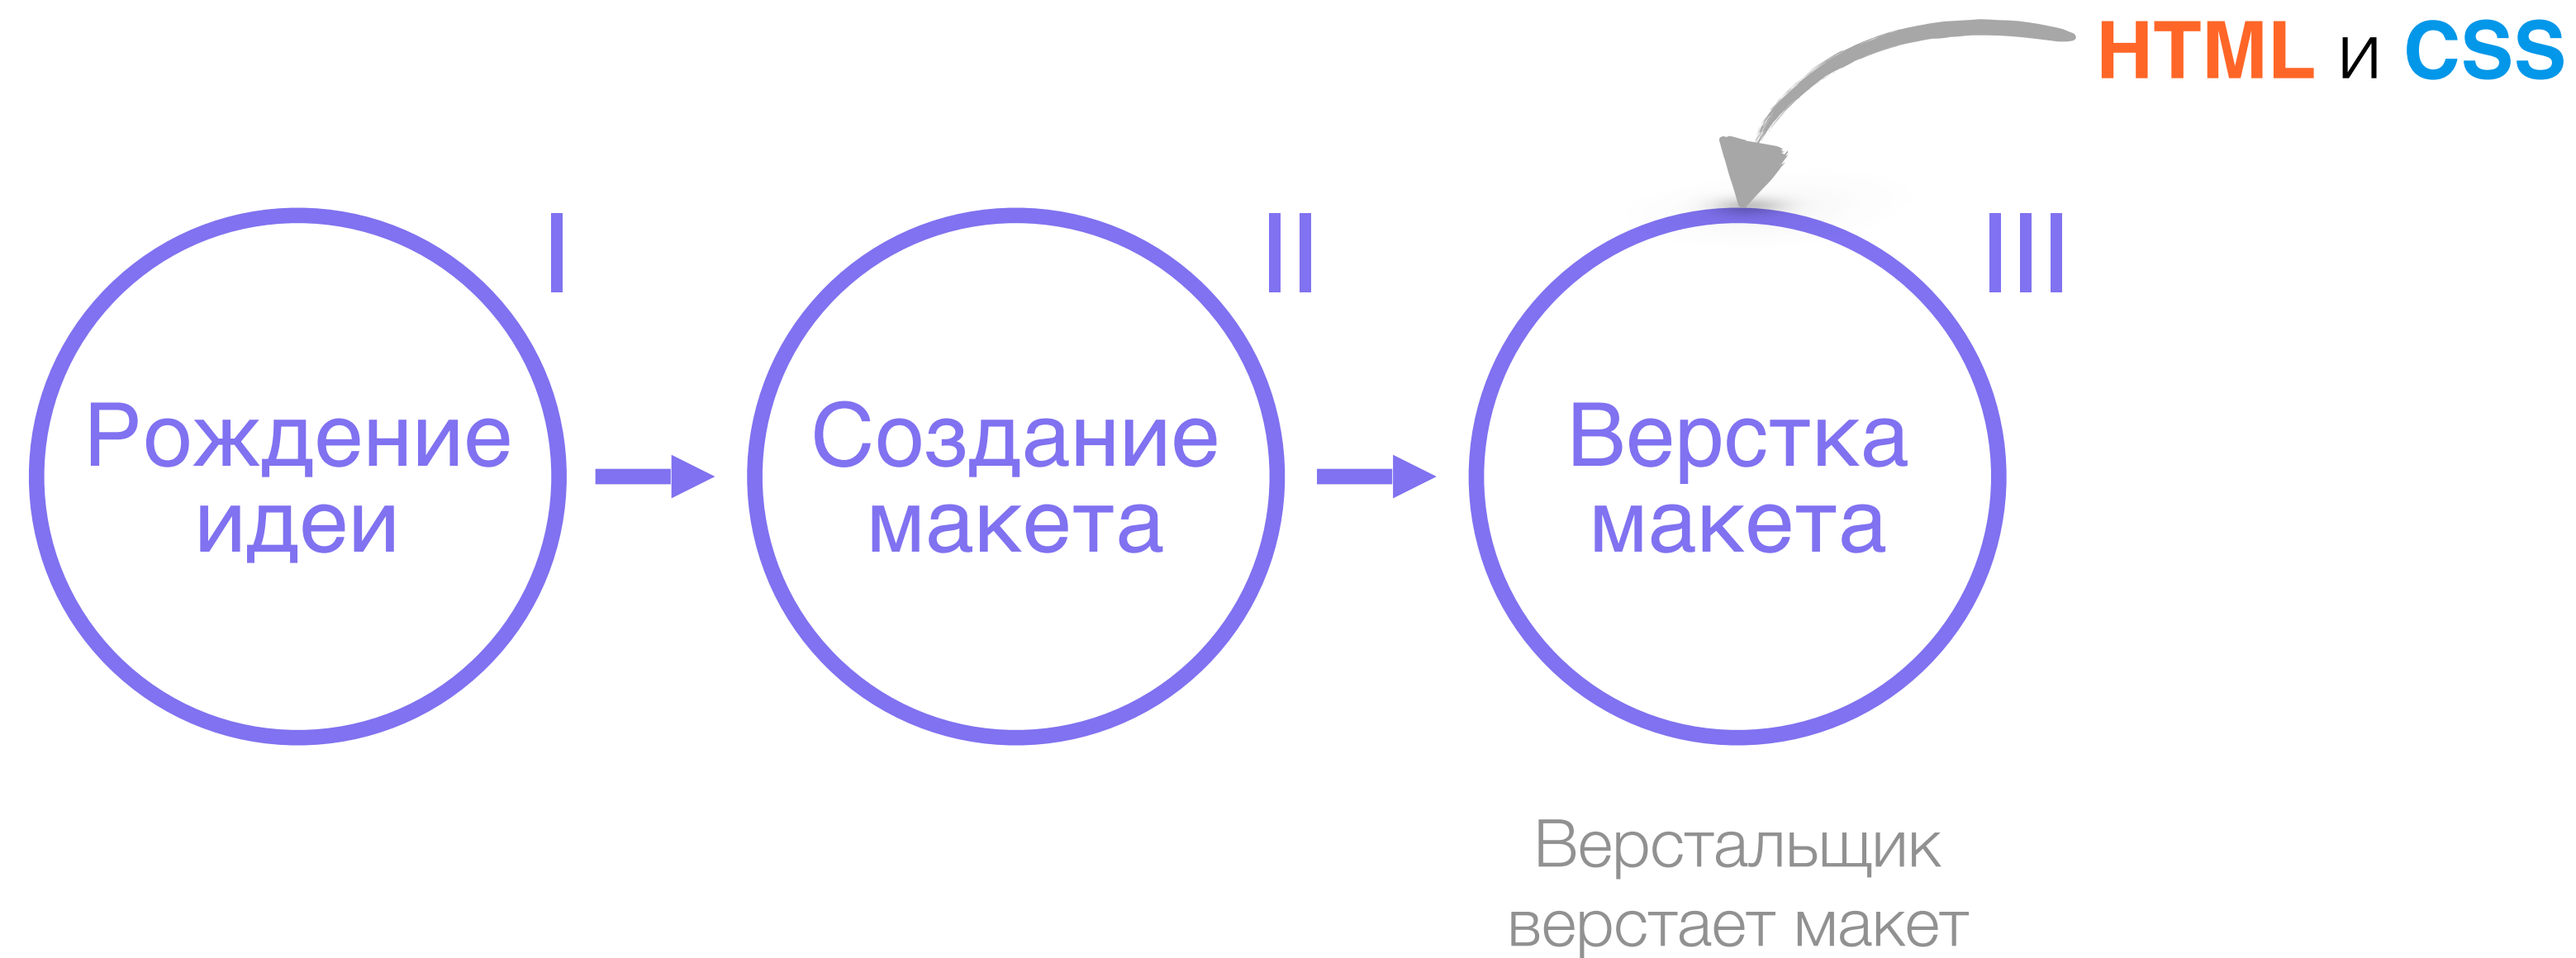 HTML и CSS
I
II
III
Рождение
идеи
Создание
макета
Верстка
макета
Верстальщик
верстает макет